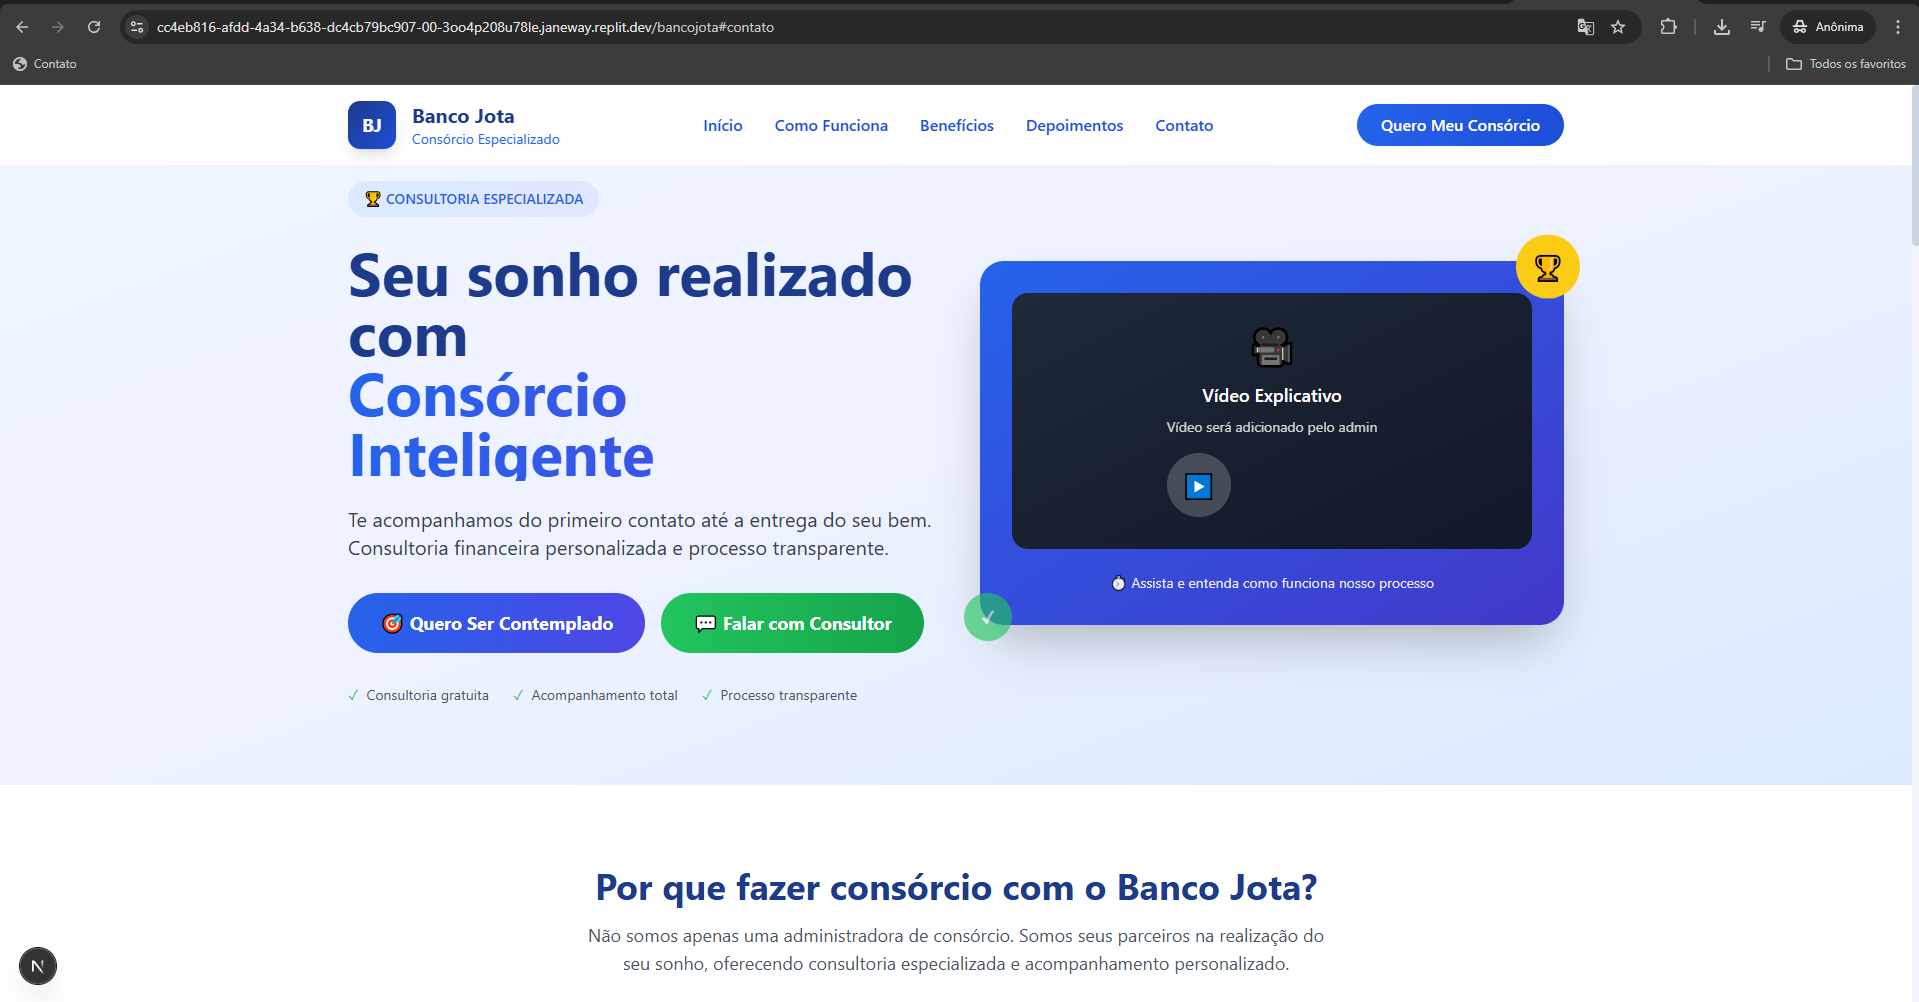 cc4eb816-afdd-4a34-b638-dc4cb79bc907-00-3oo4p208u78le.janeway.replit.dev/bancojota#contato
Anônima
Contato
Todos os favoritos
BJ
Banco Jota
Consórcio Especializado
Início
Como Funciona
Benefícios
Depoimentos
Contato
Quero Meu Consórcio
CONSULTORIA ESPECIALIZADA
Seu sonho realizado
com
Consórcio
Inteligente
Te acompanhamos do primeiro contato até a entrega do seu bem.
Consultoria financeira personalizada e processo transparente.
Quero Ser Contemplado
Falar com Consultor
✓ Consultoria gratuita
✓ Acompanhamento total
✓ Processo transparente
Vídeo Explicativo
Vídeo será adicionado pelo admin
Assista e entenda como funciona nosso processo
Por que fazer consórcio com o Banco Jota?
Não somos apenas uma administradora de consórcio. Somos seus parceiros na realização do
seu sonho, oferecendo consultoria especializada e acompanhamento personalizado.
N